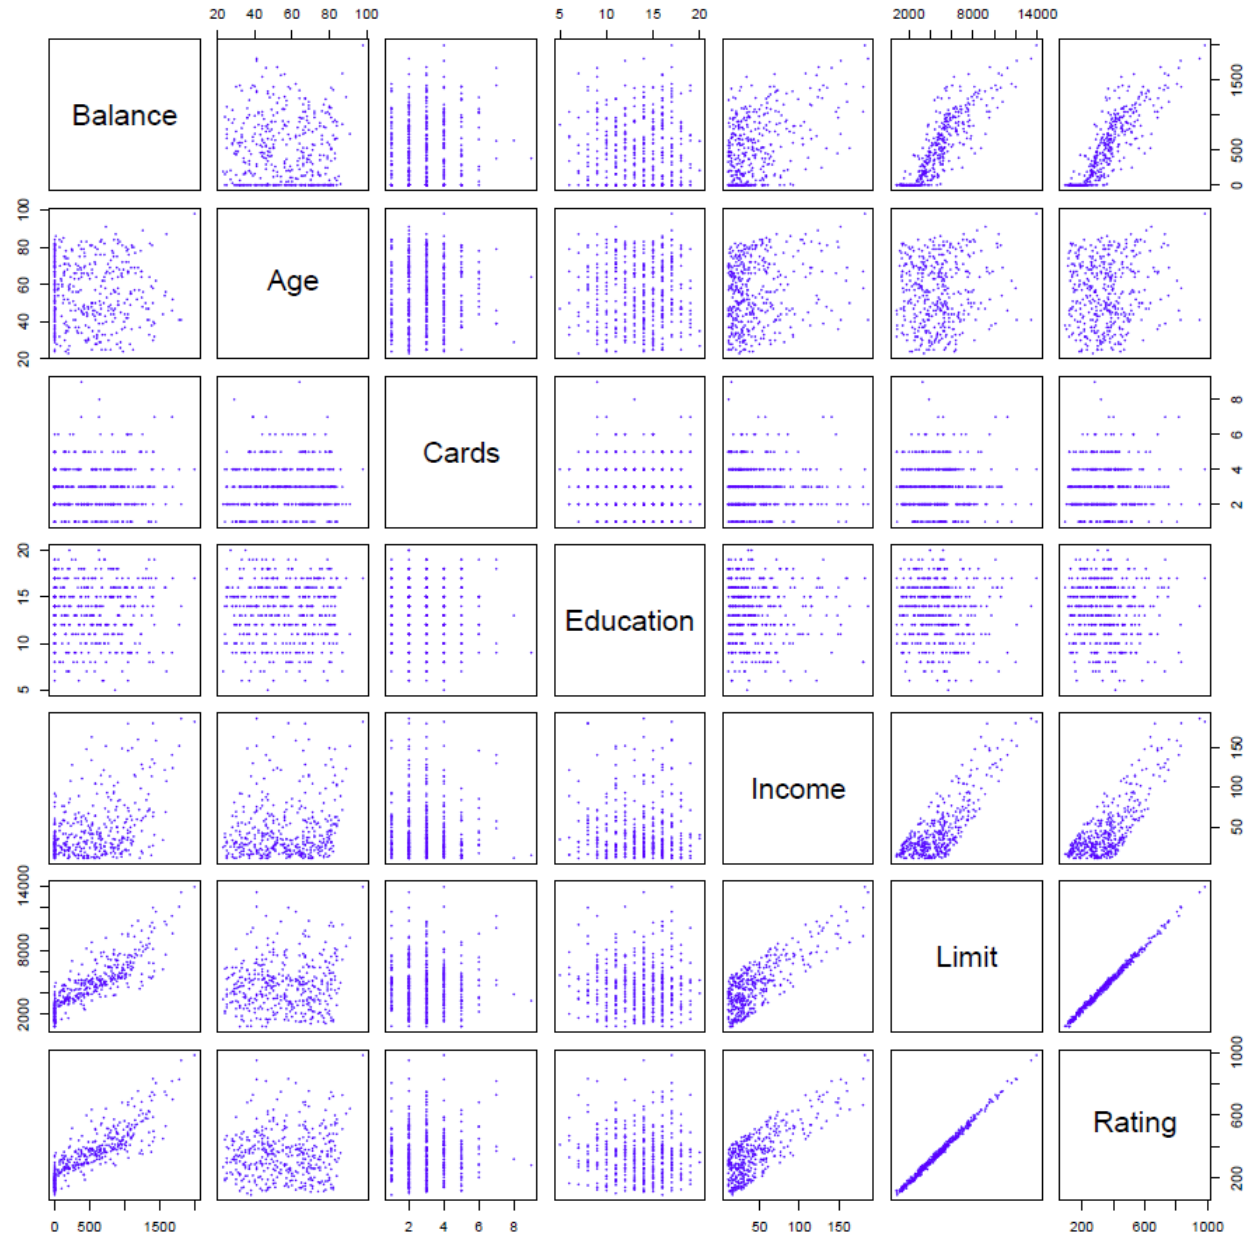 20 40 60 80 100 5 10 15 20 2000 8000 14000
Balance
0 500 1500
20 40 60 80 100
Age
Cards
2 4 6 8
5 10 15 20
Education
Income
50 100 150
2000 8000 14000
Limit
Rating
200 600 1000
0 500 1500 2 4 6 8 50 100 150 200 600 1000